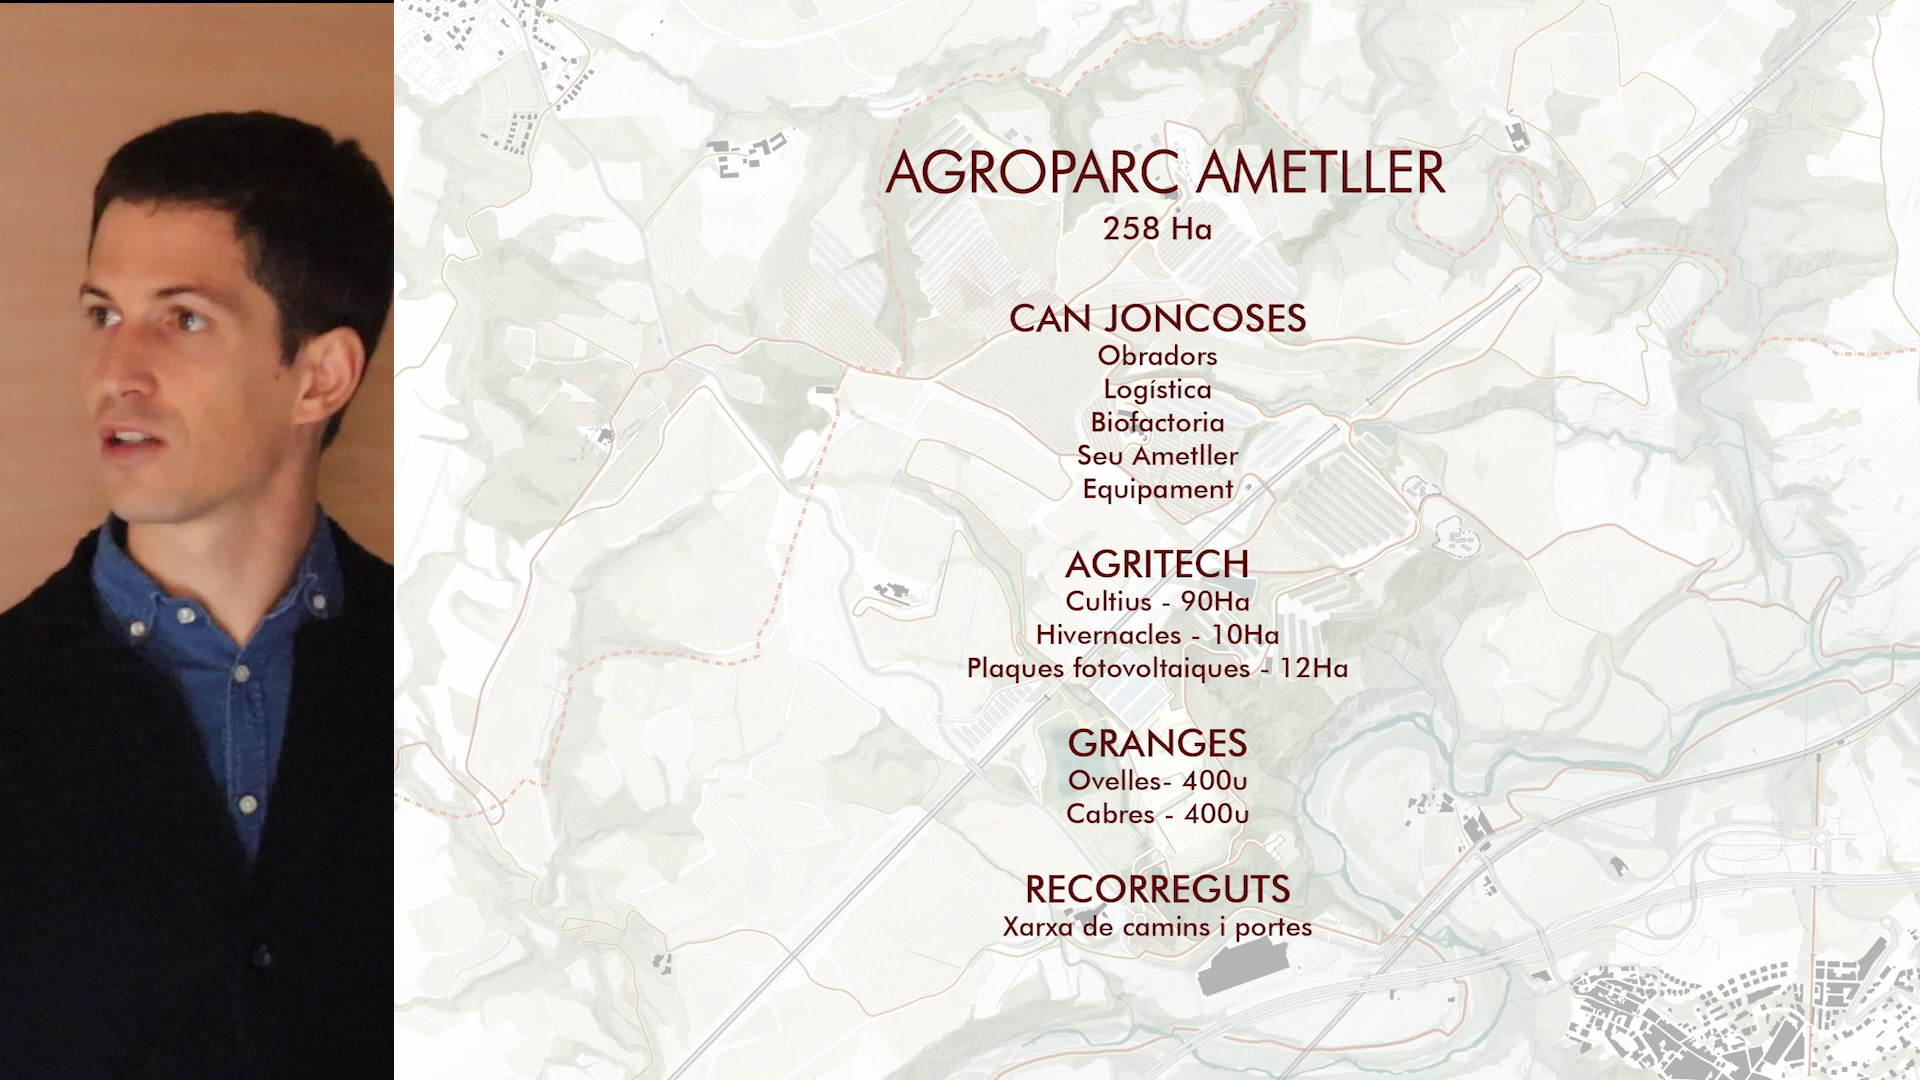 AGROPARC AMETLLER
258 Ha
CAN JONCOSES
Obradors
Logística
Biofactoria
Seu Ametller
Equipament
AGRITECH
Cultius - 90Ha
Hivernacles - 10Ha
Plaques fotovoltaiques - 12Ha
GRANGES
Ovelles- 400u
Cabres - 400u
RECORREGUTS
Xarxa de camins i portes